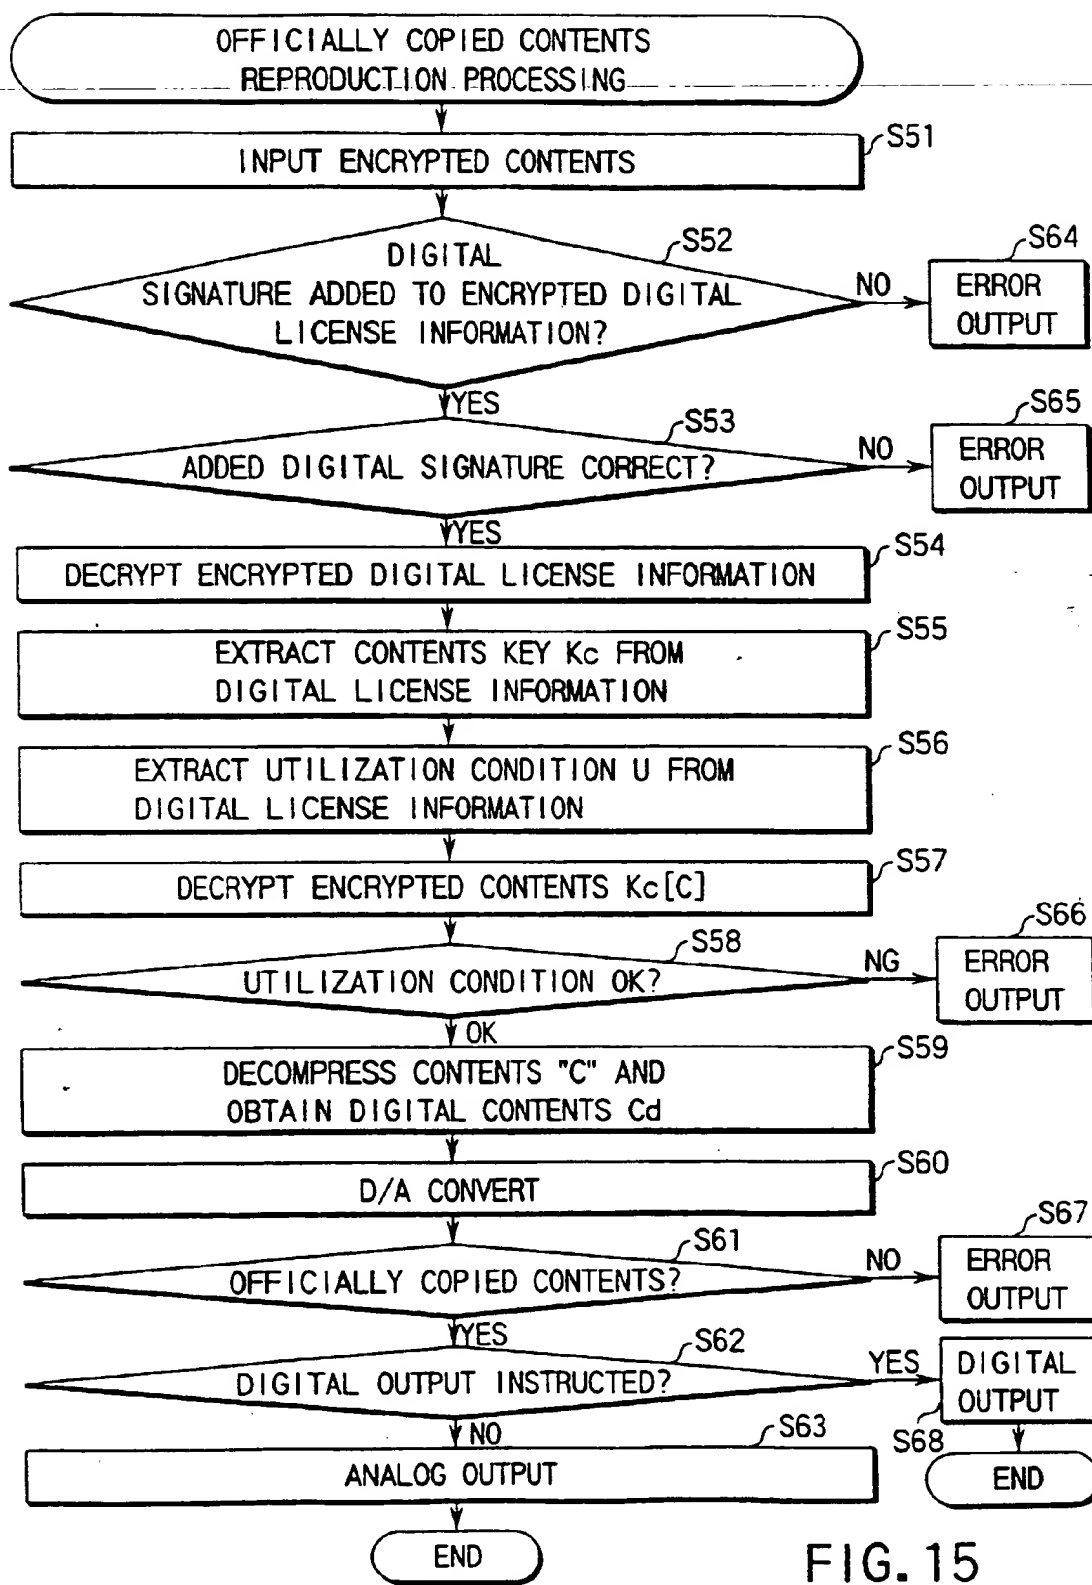 OFFICIALLY COPIED CONTENTS
REPRODUCTION PROCESSING
S51
INPUT ENCRYPTED CONTENTS
S52
DIGITAL
SIGNATURE ADDED TO ENCRYPTED DIGITAL
LICENSE INFORMATION?
NO
S64
ERROR
OUTPUT
YES
S53
ADDED DIGITAL SIGNATURE CORRECT?
NO
S65
ERROR
OUTPUT
YES
S54
DECRYPT ENCRYPTED DIGITAL LICENSE INFORMATION
S55
EXTRACT CONTENTS KEY Kc FROM
DIGITAL LICENSE INFORMATION
S56
EXTRACT UTILIZATION CONDITION U FROM
DIGITAL LICENSE INFORMATION
S57
DECRYPT ENCRYPTED CONTENTS Kc[C]
S58
UTILIZATION CONDITION OK?
NG
S66
ERROR
OUTPUT
OK
S59
DECOMPRESS CONTENTS "C" AND
OBTAIN DIGITAL CONTENTS Cd
S60
D/A CONVERT
S61
OFFICIALLY COPIED CONTENTS?
NO
S67
ERROR
OUTPUT
YES
S62
DIGITAL OUTPUT INSTRUCTED?
YES
DIGITAL
OUTPUT
S68
END
NO
S63
ANALOG OUTPUT
END
FIG. 15